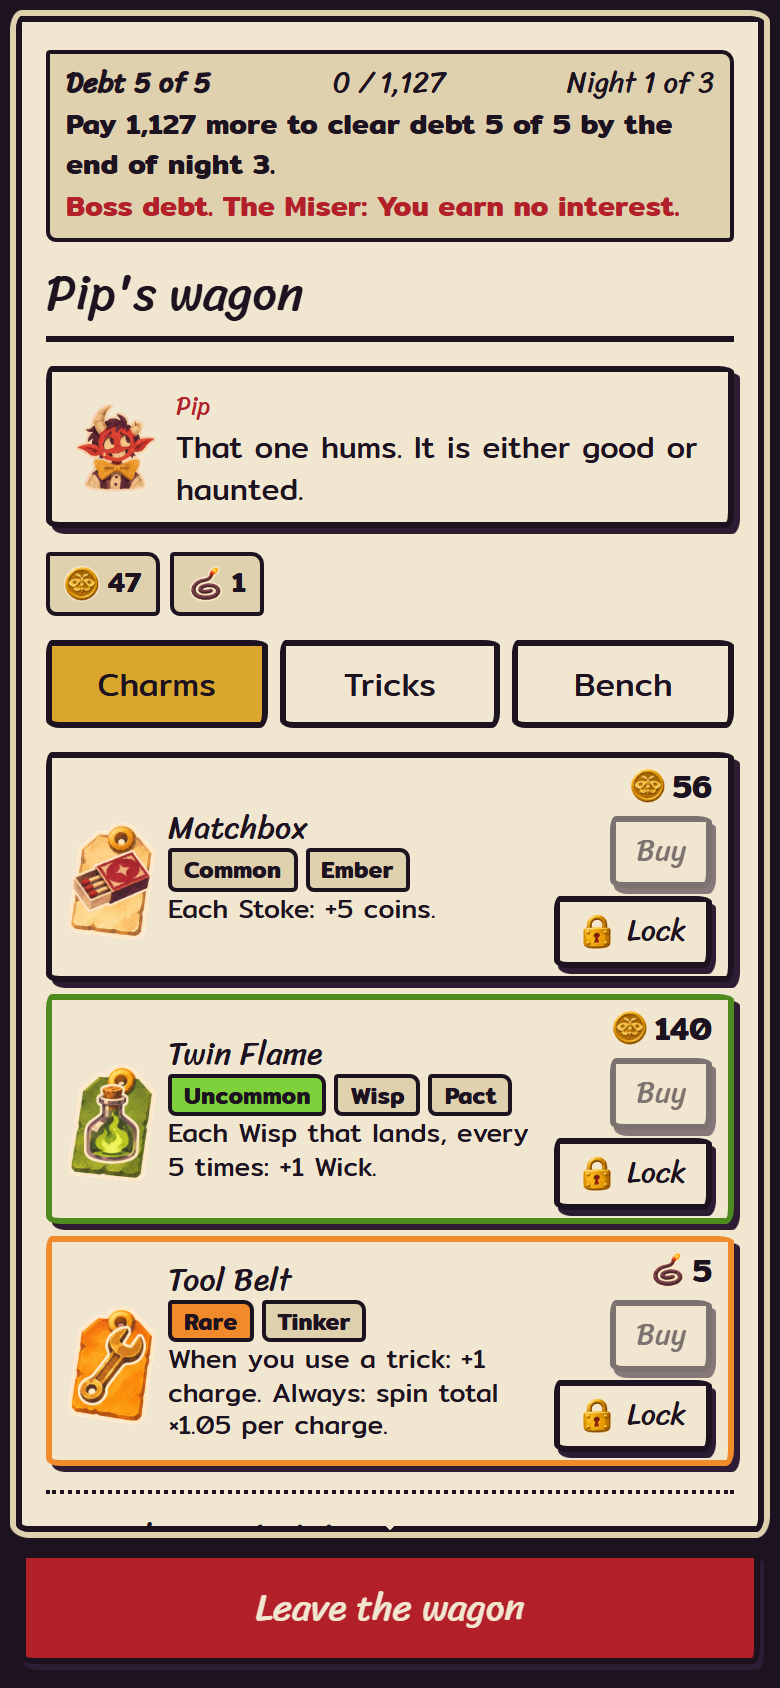 Debt 5 of 5 0 / 1,127 Night 1 of 3
Pay 1,127 more to clear debt 5 of 5 by the
end of night 3.
Boss debt. The Miser: You earn no interest.
Pip's wagon
Pip
That one hums. It is either good or
haunted.
47 1
Charms Tricks Bench
56
Matchbox
Buy
Common Ember
Each Stoke: +5 coins.
Lock
140
Twin Flame
Buy
Uncommon Wisp Pact
Each Wisp that lands, every
5 times: +1 Wick.
Lock
5
Tool Belt
Buy
Rare Tinker
When you use a trick: +1
charge. Always: spin total
×1.05 per charge.
Lock
Leave the wagon